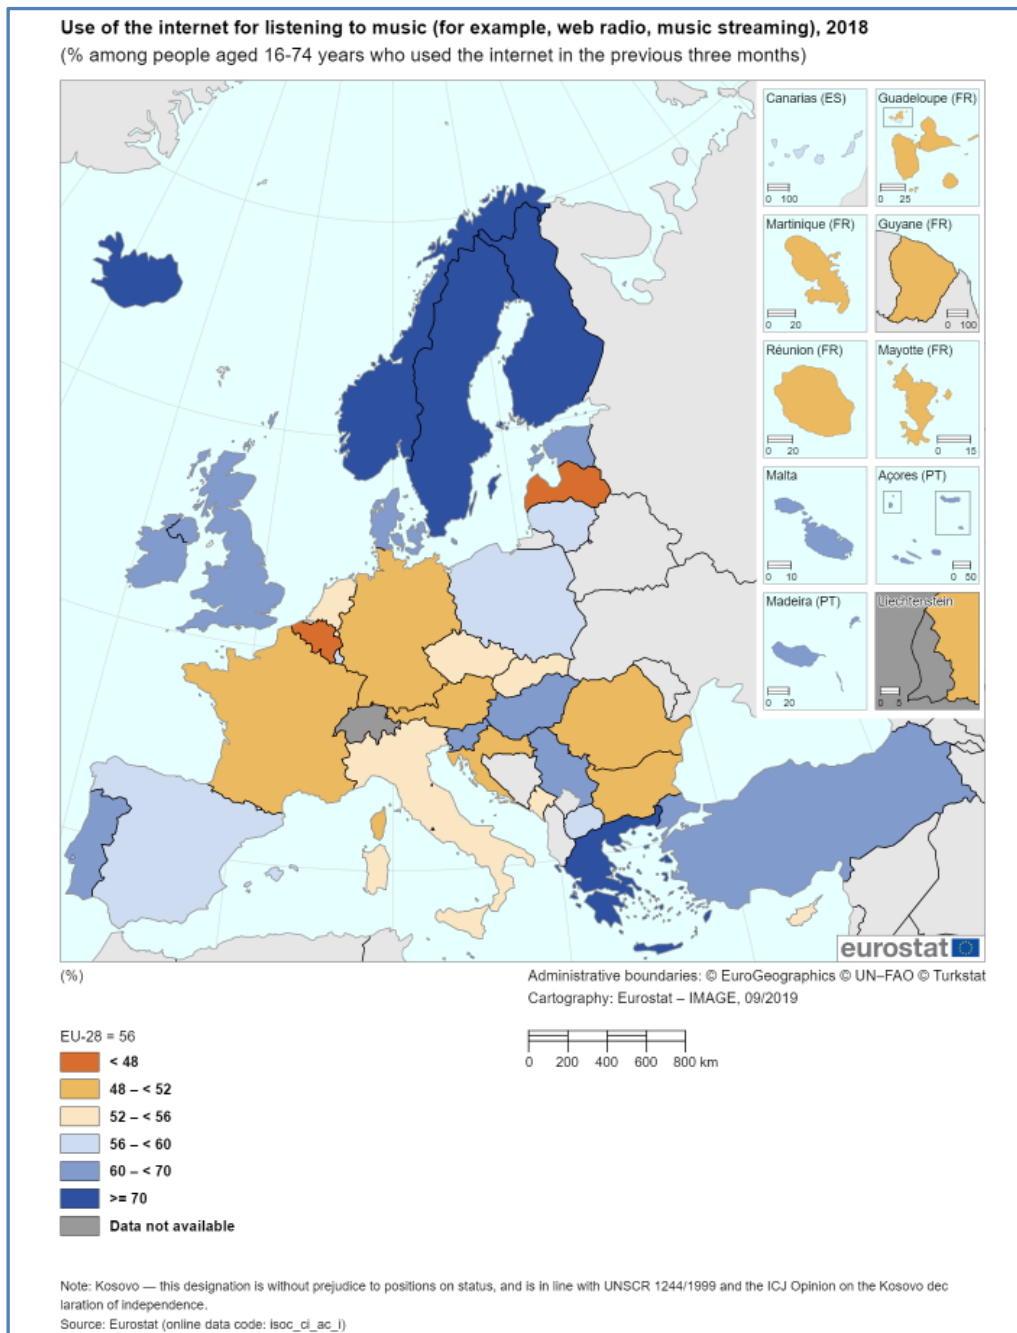 Use of the internet for listening to music (for example, web radio, music streaming), 2018
(% among people aged 16-74 years who used the internet in the previous three months)
Canarias (ES)
0 100
Guadeloupe (FR)
0 25
Martinique (FR)
0 20
Guyane (FR)
0 100
Réunion (FR)
0 20
Mayotte (FR)
0 15
Malta
0 10
Açores (PT)
0 50
Madeira (PT)
0 20
Liechtenstein
0 5
eurostat
(%)
Administrative boundaries: © EuroGeographics © UN–FAO © Turkstat
Cartography: Eurostat – IMAGE, 09/2019
EU-28 = 56
< 48
48 – < 52
52 – < 56
56 – < 60
60 – < 70
>= 70
Data not available
0 200 400 600 800 km
Note: Kosovo — this designation is without prejudice to positions on status, and is in line with UNSCR 1244/1999 and the ICJ Opinion on the Kosovo dec
laration of independence.
Source: Eurostat (online data code: isoc_ci_ac_i)